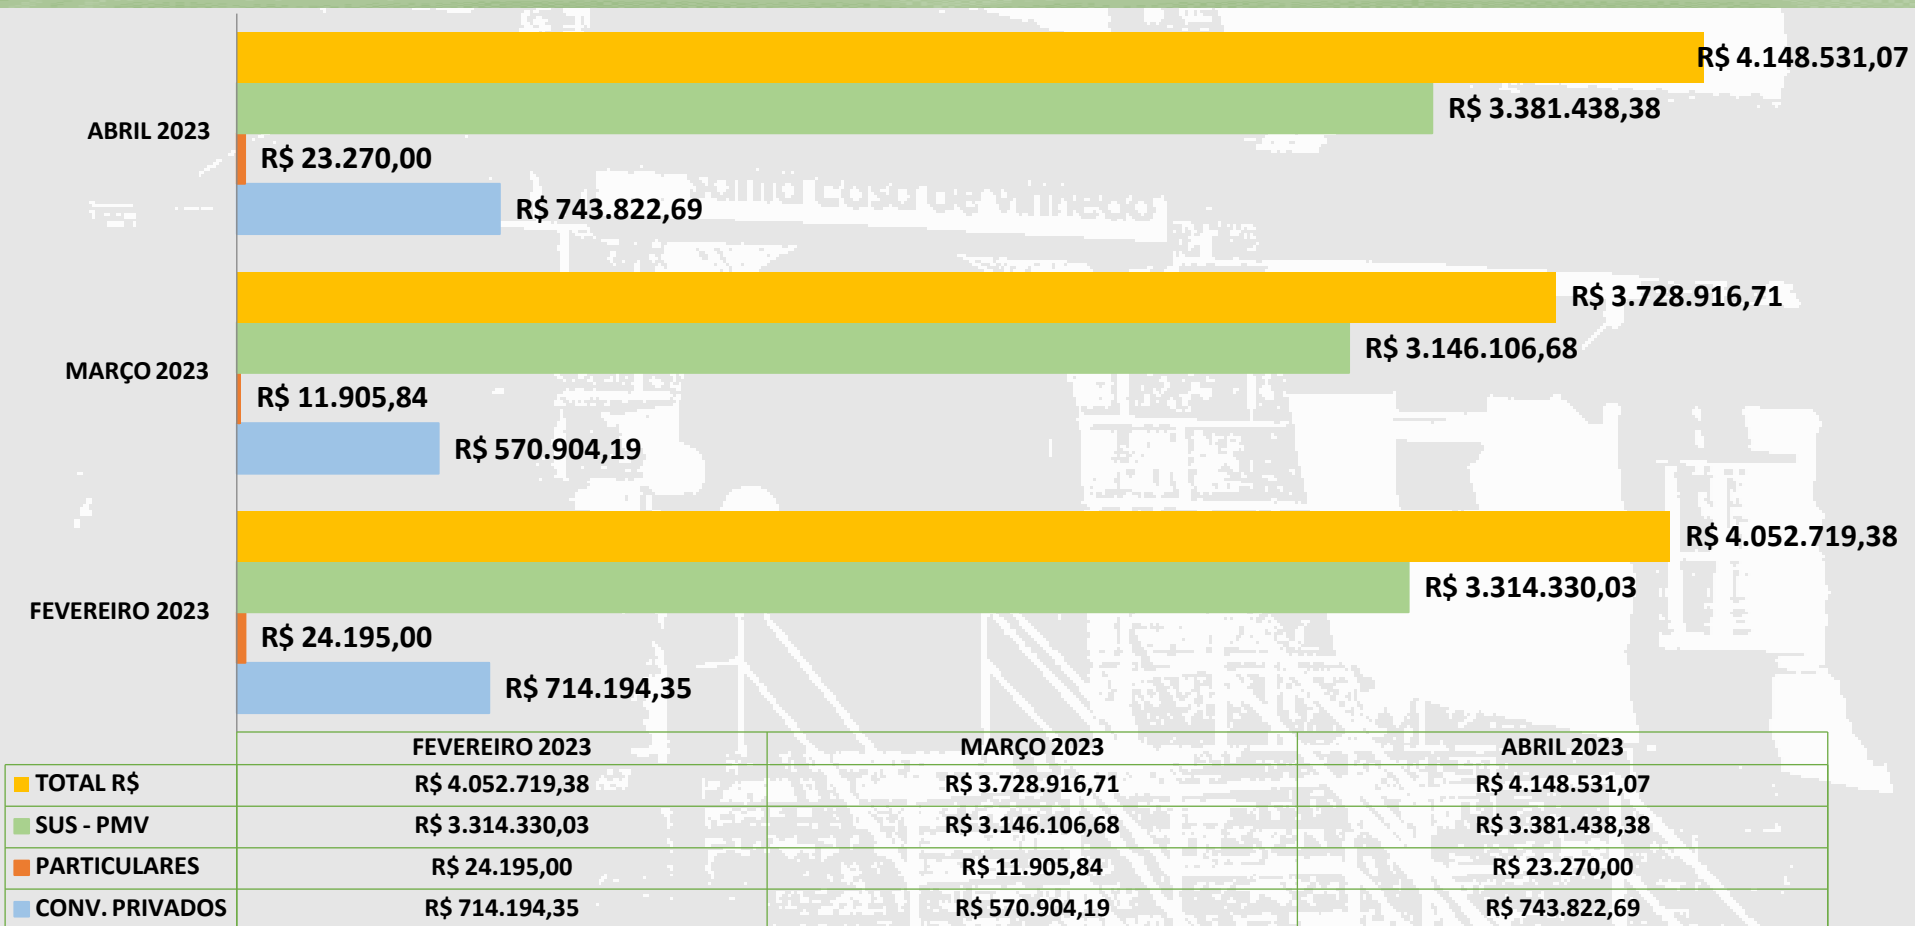 R$ 4.148.531,07
R$ 3.381.438,38
ABRIL 2023
R$ 23.270,00
R$ 743.822,69
R$ 3.728.916,71
R$ 3.146.106,68
MARÇO 2023
R$ 11.905,84
R$ 570.904,19
R$ 4.052.719,38
R$ 3.314.330,03
FEVEREIRO 2023
R$ 24.195,00
R$ 714.194,35
FEVEREIRO 2023 MARÇO 2023 ABRIL 2023
TOTAL R$ R$ 4.052.719,38 R$ 3.728.916,71 R$ 4.148.531,07
SUS - PMV R$ 3.314.330,03 R$ 3.146.106,68 R$ 3.381.438,38
PARTICULARES R$ 24.195,00 R$ 11.905,84 R$ 23.270,00
CONV. PRIVADOS R$ 714.194,35 R$ 570.904,19 R$ 743.822,69